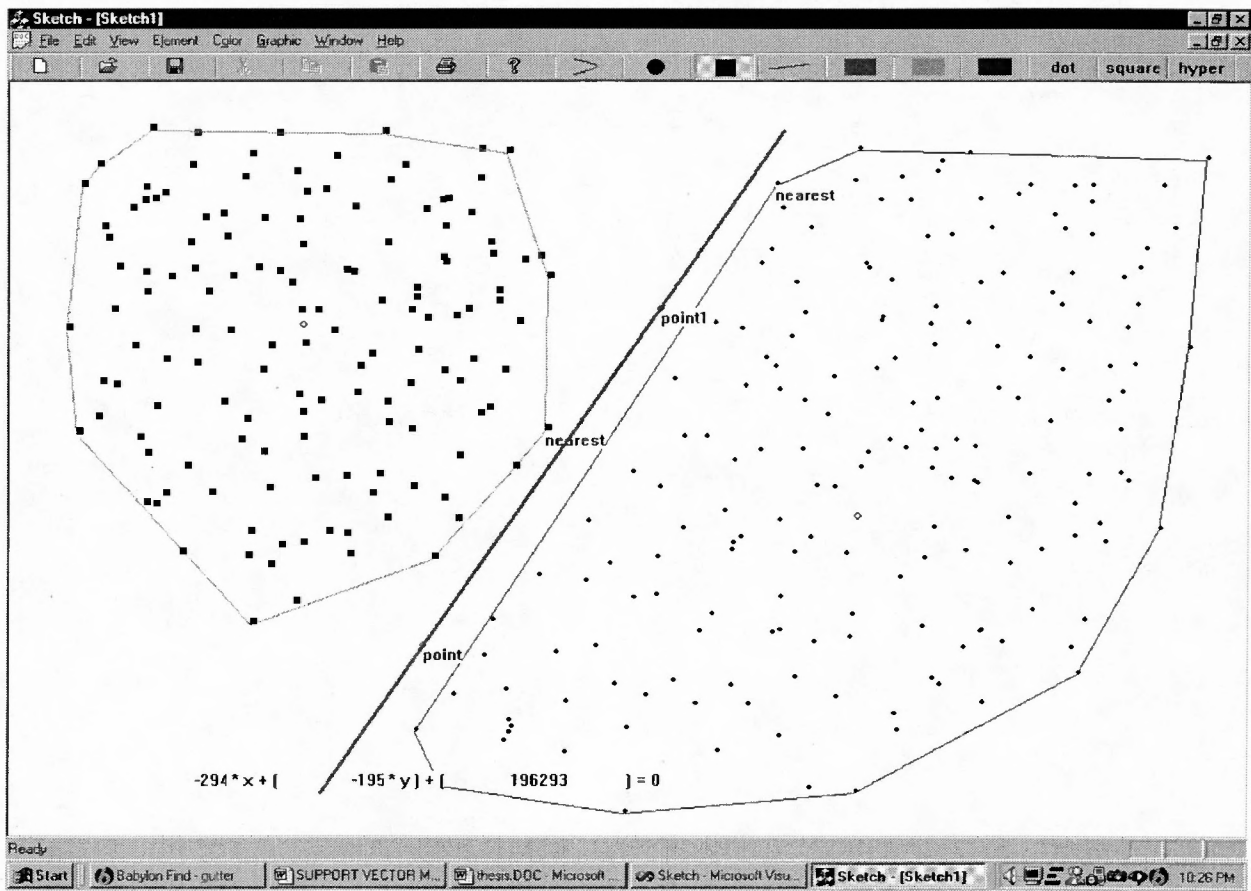 Sketch - [Sketch1]
File Edit View Element Color Graphic Window Help
dot square hyper
nearest
point1
nearest
point
-294* x + ( -195* y ) + ( 196293 ) = 0
Ready
Start Babylon Find - gutter SUPPORT VECTOR M... thesis.DOC - Microsoft ... Sketch - Microsoft Visu... Sketch - [Sketch1] 10:26 PM